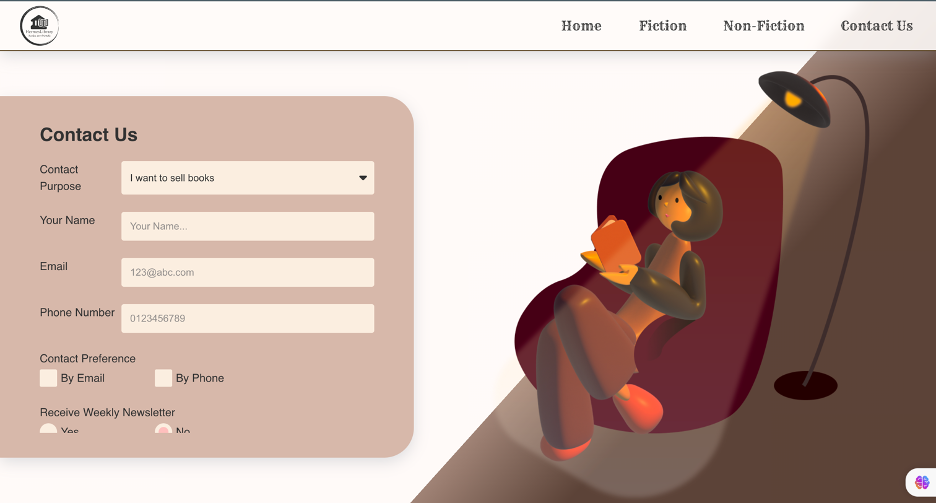 Home Fiction Non-Fiction Contact Us
Contact Us
Contact
Purpose
I want to sell books
Your Name
Your Name...
Email
123@abc.com
Phone Number
0123456789
Contact Preference
By Email By Phone
Receive Weekly Newsletter
Yes No